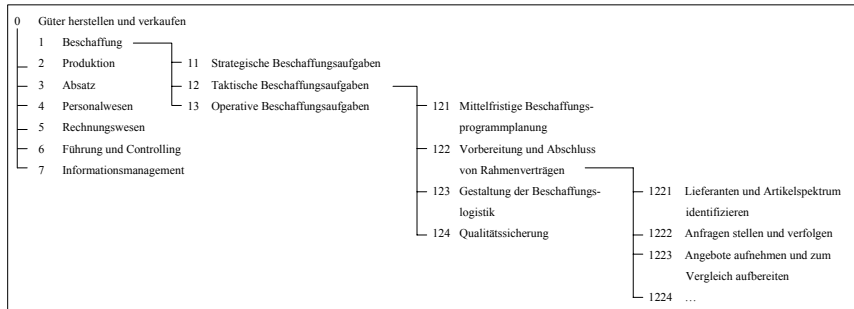 0 Güter herstellen und verkaufen
1 Beschaffung
2 Produktion
3 Absatz
4 Personalwesen
5 Rechnungswesen
6 Führung und Controlling
7 Informationsmanagement
11 Strategische Beschaffungsaufgaben
12 Taktische Beschaffungsaufgaben
13 Operative Beschaffungsaufgaben
121 Mittelfristige Beschaffungs-
programmplanung
122 Vorbereitung und Abschluss
von Rahmenverträgen
123 Gestaltung der Beschaffungs-
logistik
124 Qualitätssicherung
1221 Lieferanten und Artikelspektrum
identifizieren
1222 Anfragen stellen und verfolgen
1223 Angebote aufnehmen und zum
Vergleich aufbereiten
1224 …